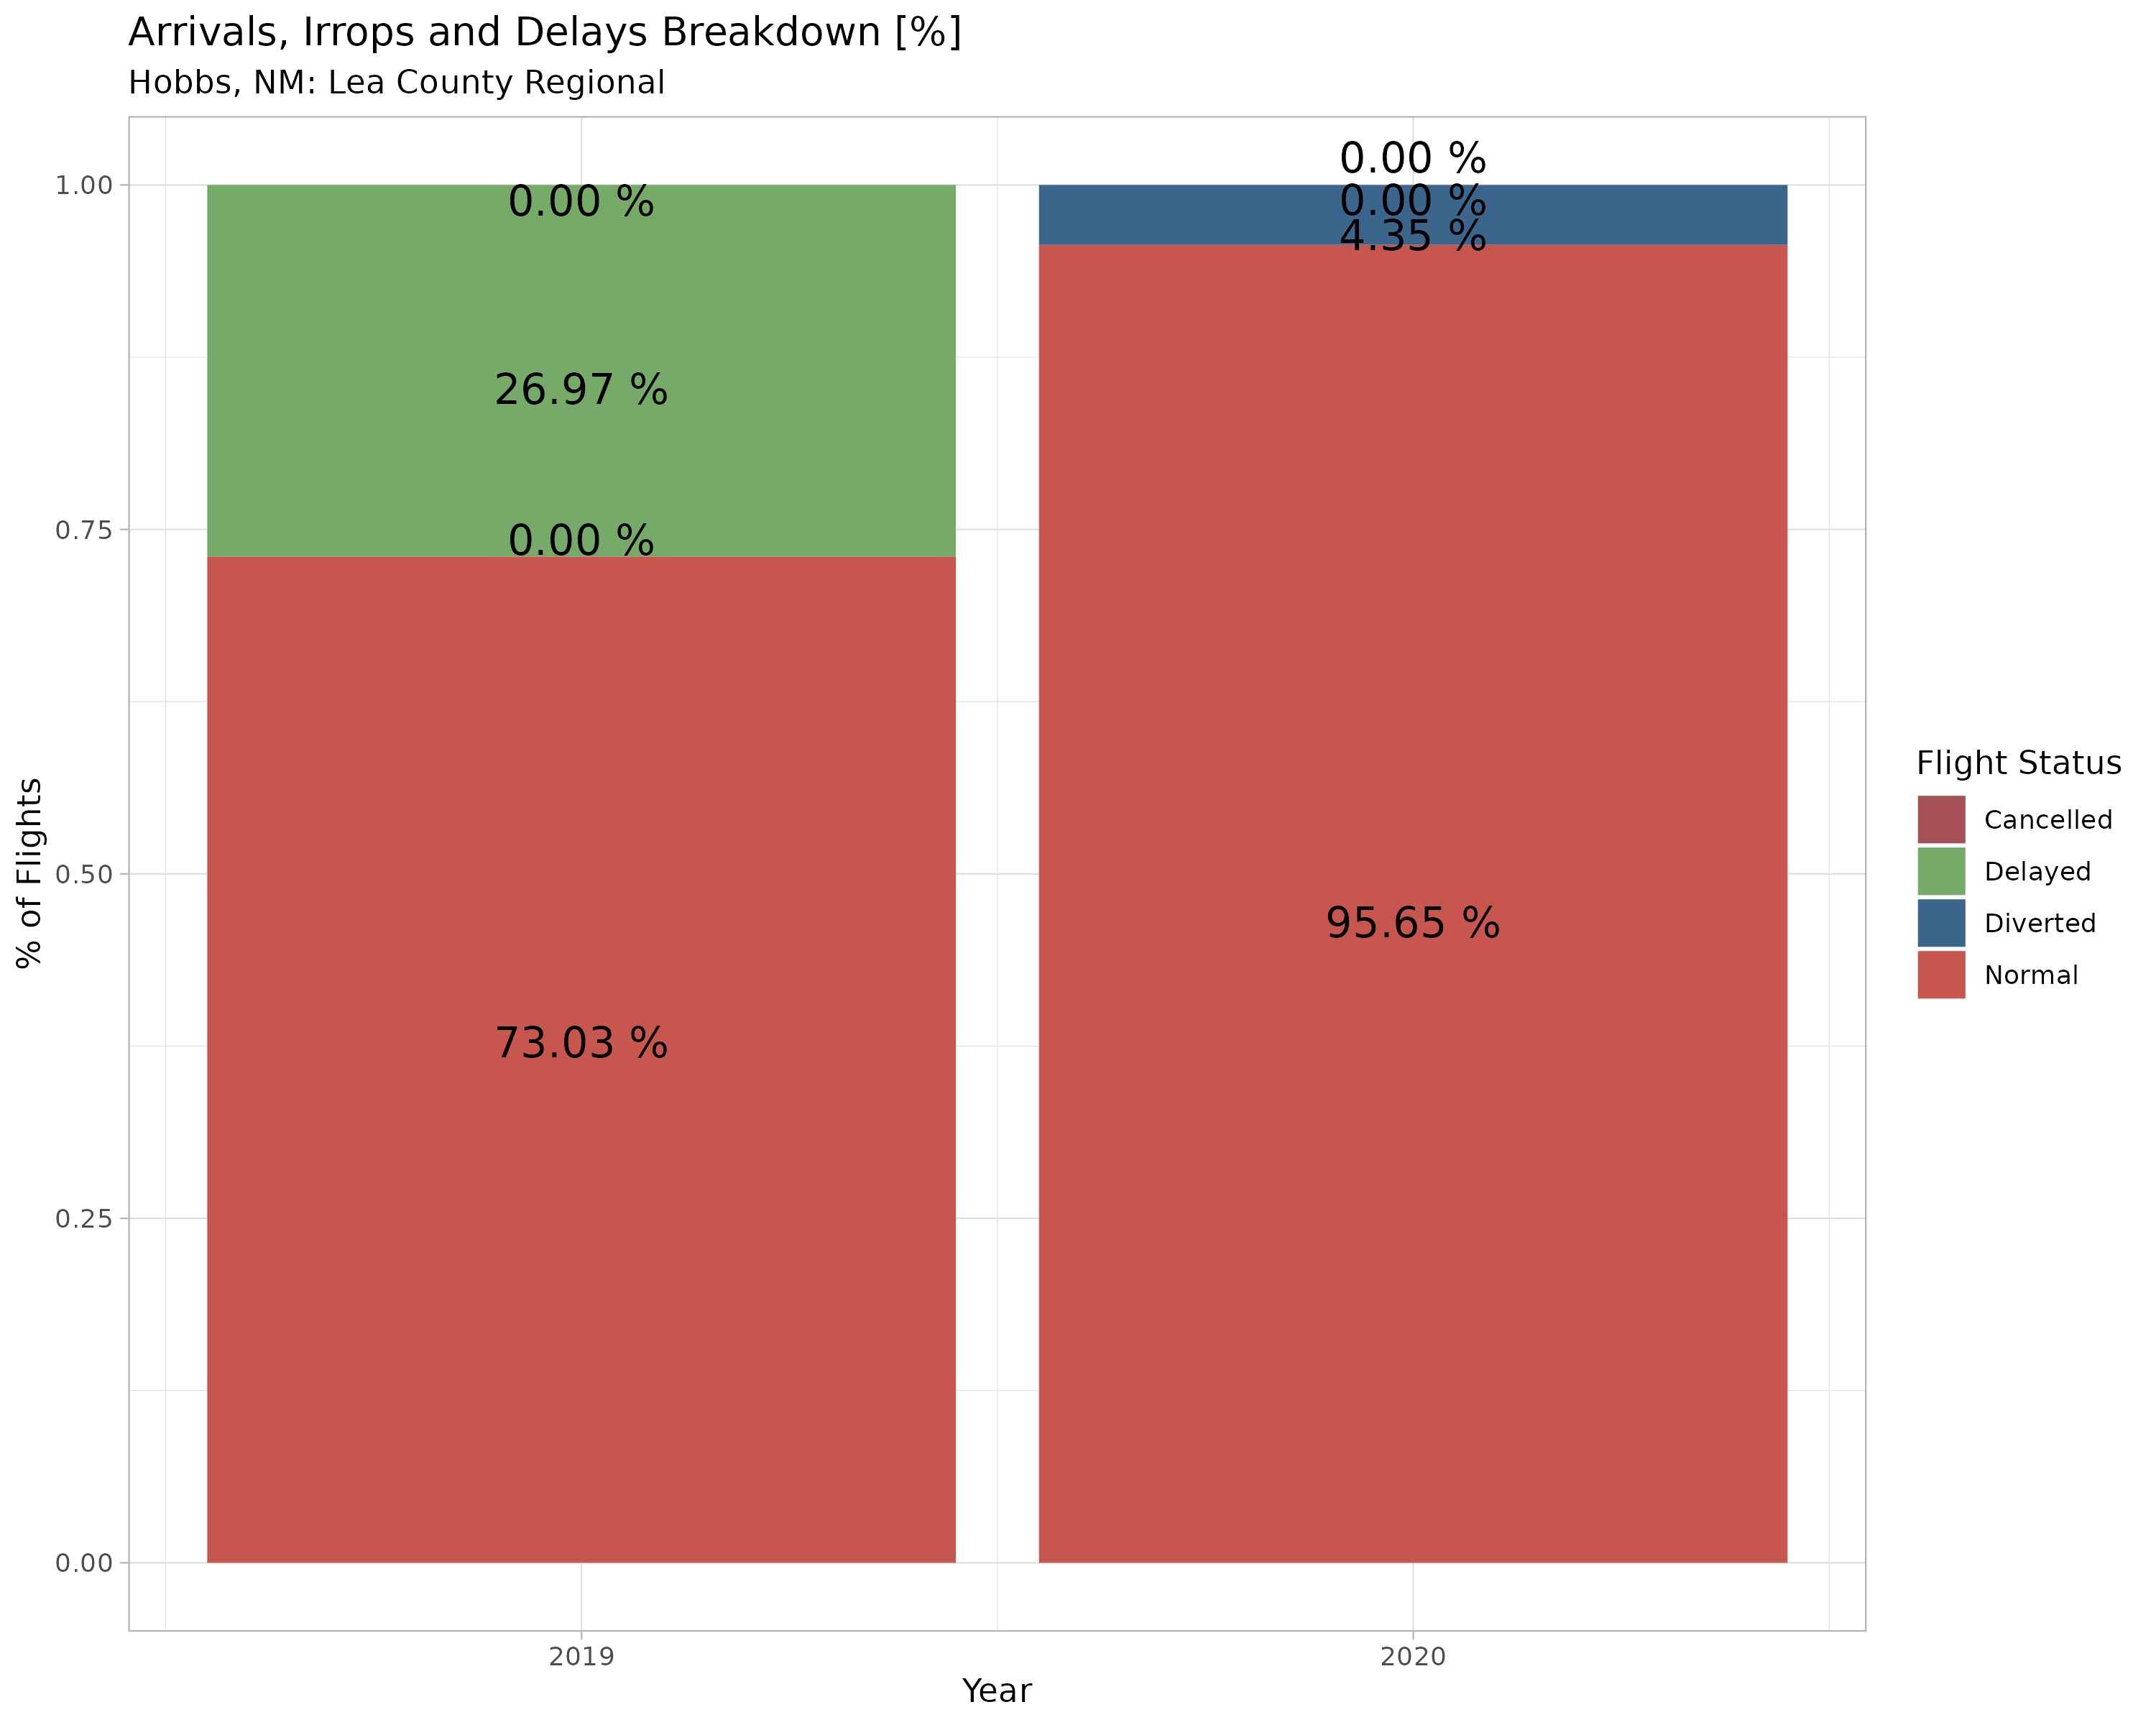 Arrivals, Irrops and Delays Breakdown [%]
Hobbs, NM: Lea County Regional
% of Flights
1.00
0.75
0.50
0.25
0.00
0.00 %
26.97 %
0.00 %
73.03 %
0.00 %
0.00 %
4.35 %
95.65 %
2019
2020
Year
Flight Status
Cancelled
Delayed
Diverted
Normal